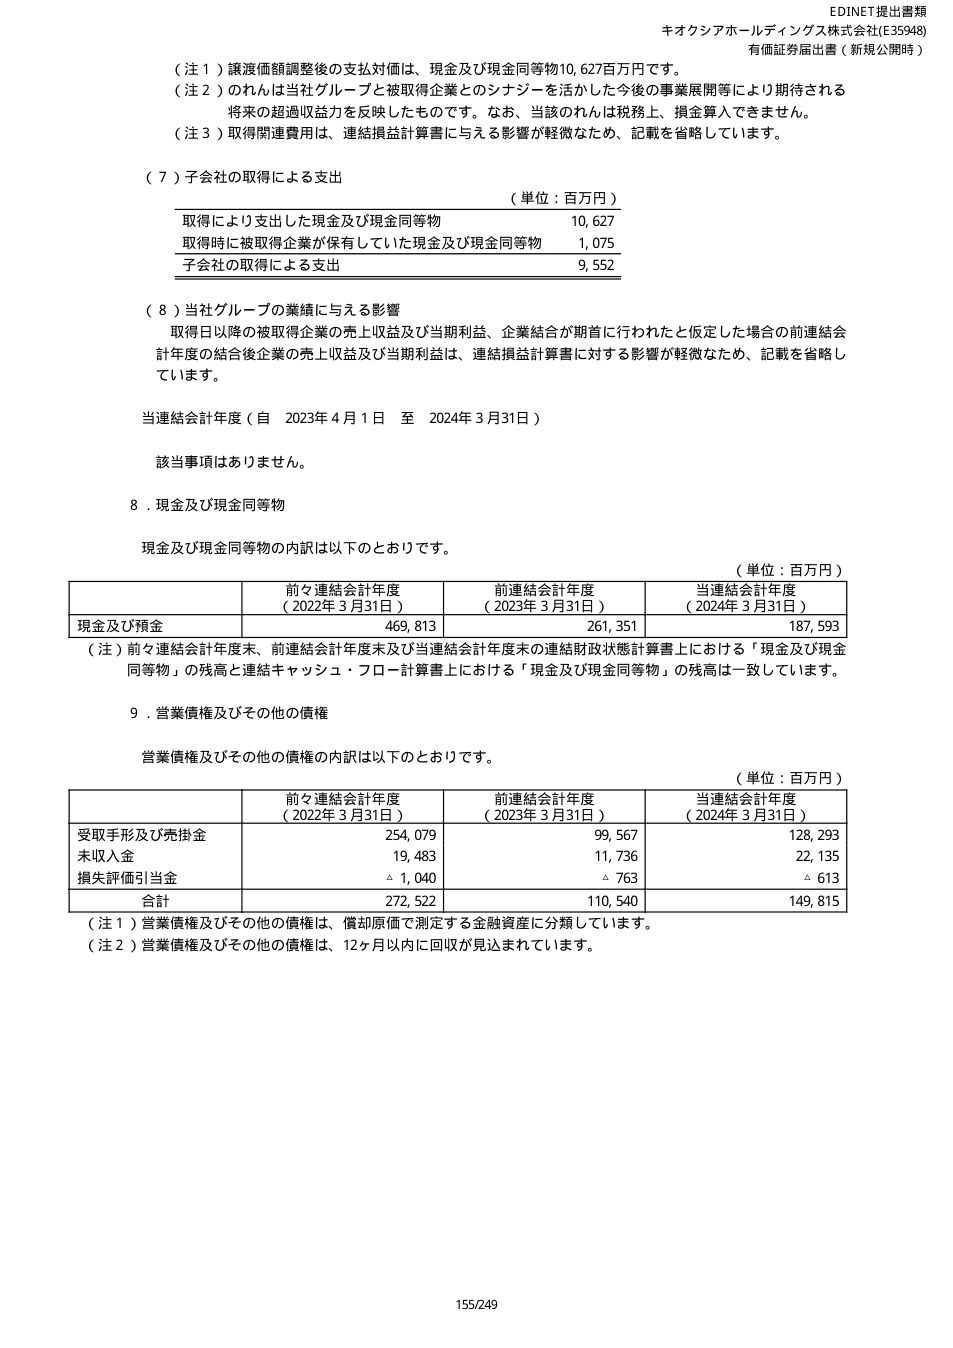 EDINET提出書類
キオクシアホールディングス株式会社(E35948)
有価証券届出書（新規公開時）
（注１）譲渡価額調整後の支払対価は、現金及び現金同等物10,627百万円です。
（注２）のれんは当社グループと被取得企業とのシナジーを活かした今後の事業展開等により期待される
将来の超過収益力を反映したものです。なお、当該のれんは税務上、損金算入できません。
（注３）取得関連費用は、連結損益計算書に与える影響が軽微なため、記載を省略しています。
（７）子会社の取得による支出
（単位：百万円）
取得により支出した現金及び現金同等物 10,627
取得時に被取得企業が保有していた現金及び現金同等物 1,075
子会社の取得による支出 9,552
（８）当社グループの業績に与える影響
取得日以降の被取得企業の売上収益及び当期利益、企業結合が期首に行われたと仮定した場合の前連結会
計年度の結合後企業の売上収益及び当期利益は、連結損益計算書に対する影響が軽微なため、記載を省略し
ています。
当連結会計年度（自　2023年４月１日　至　2024年３月31日）
該当事項はありません。
８．現金及び現金同等物
現金及び現金同等物の内訳は以下のとおりです。
（単位：百万円）
前々連結会計年度 前連結会計年度 当連結会計年度
（2022年３月31日） （2023年３月31日） （2024年３月31日）
現金及び預金 469,813 261,351 187,593
（注）前々連結会計年度末、前連結会計年度末及び当連結会計年度末の連結財政状態計算書上における「現金及び現金
同等物」の残高と連結キャッシュ・フロー計算書上における「現金及び現金同等物」の残高は一致しています。
９．営業債権及びその他の債権
営業債権及びその他の債権の内訳は以下のとおりです。
（単位：百万円）
前々連結会計年度 前連結会計年度 当連結会計年度
（2022年３月31日） （2023年３月31日） （2024年３月31日）
受取手形及び売掛金 254,079 99,567 128,293
未収入金 19,483 11,736 22,135
損失評価引当金 △1,040 △763 △613
合計 272,522 110,540 149,815
（注１）営業債権及びその他の債権は、償却原価で測定する金融資産に分類しています。
（注２）営業債権及びその他の債権は、12ヶ月以内に回収が見込まれています。
155/249